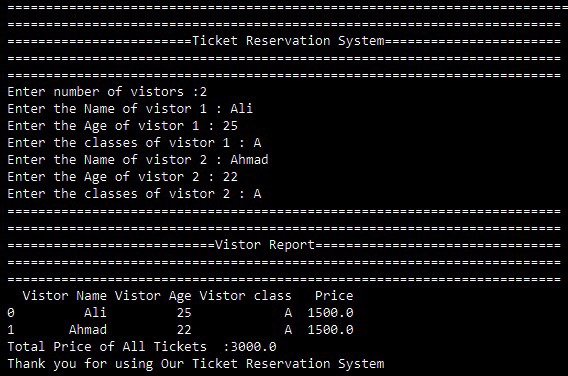 =========================================================================
========================================================================
========================Ticket Reservation System=======================
========================================================================
========================================================================
Enter number of vistors :2
Enter the Name of vistor 1 : Ali
Enter the Age of vistor 1 : 25
Enter the classes of vistor 1 : A
Enter the Name of vistor 2 : Ahmad
Enter the Age of vistor 2 : 22
Enter the classes of vistor 2 : A
========================================================================
========================================================================
===========================Vistor Report================================
========================================================================
========================================================================
  Vistor Name Vistor Age Vistor class   Price
0         Ali         25            A  1500.0
1       Ahmad         22            A  1500.0
Total Price of All Tickets  :3000.0
Thank you for using Our Ticket Reservation System